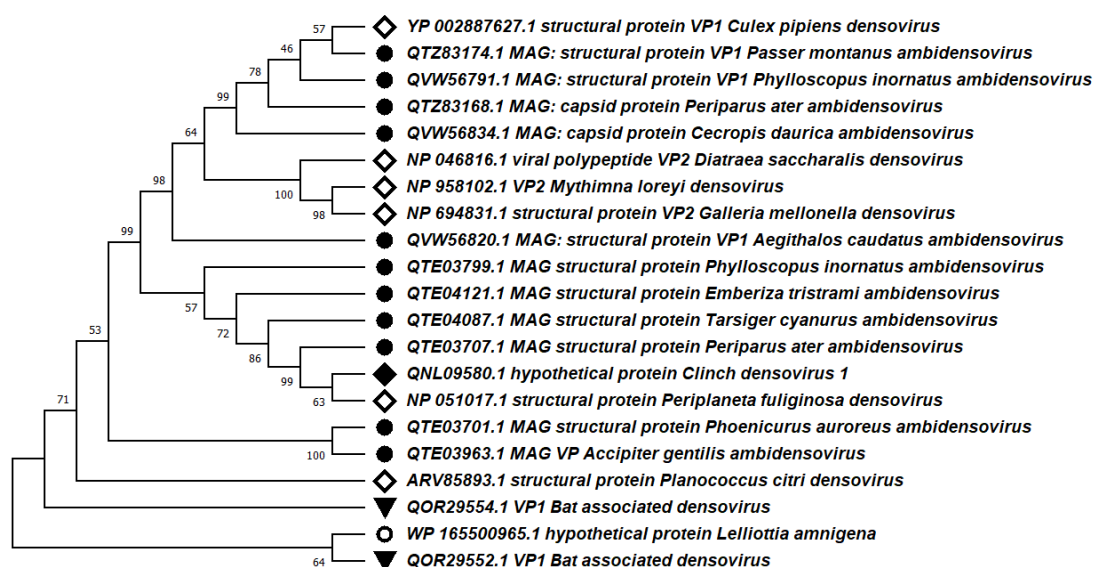 57
YP 002887627.1 structural protein VP1 Culex pipiens densovirus
46
QTZ83174.1 MAG: structural protein VP1 Passer montanus ambidensovirus
78
QVW56791.1 MAG: structural protein VP1 Phylloscopus inornatus ambidensovirus
99
QTZ83168.1 MAG: capsid protein Periparus ater ambidensovirus
64
QVW56834.1 MAG: capsid protein Cecropis daurica ambidensovirus
NP 046816.1 viral polypeptide VP2 Diatraea saccharalis densovirus
98
100
NP 958102.1 VP2 Mythimna loreyi densovirus
98
NP 694831.1 structural protein VP2 Galleria mellonella densovirus
99
QVW56820.1 MAG: structural protein VP1 Aegithalos caudatus ambidensovirus
QTE03799.1 MAG structural protein Phylloscopus inornatus ambidensovirus
57
QTE04121.1 MAG structural protein Emberiza tristrami ambidensovirus
72
QTE04087.1 MAG structural protein Tarsiger cyanurus ambidensovirus
53
86
QTE03707.1 MAG structural protein Periparus ater ambidensovirus
99
QNL09580.1 hypothetical protein Clinch densovirus 1
63
NP 051017.1 structural protein Periplaneta fuliginosa densovirus
71
QTE03701.1 MAG structural protein Phoenicurus auroreus ambidensovirus
100
QTE03963.1 MAG VP Accipiter gentilis ambidensovirus
ARV85893.1 structural protein Planococcus citri densovirus
QOR29554.1 VP1 Bat associated densovirus
WP 165500965.1 hypothetical protein Lelliottia amnigena
64
QOR29552.1 VP1 Bat associated densovirus